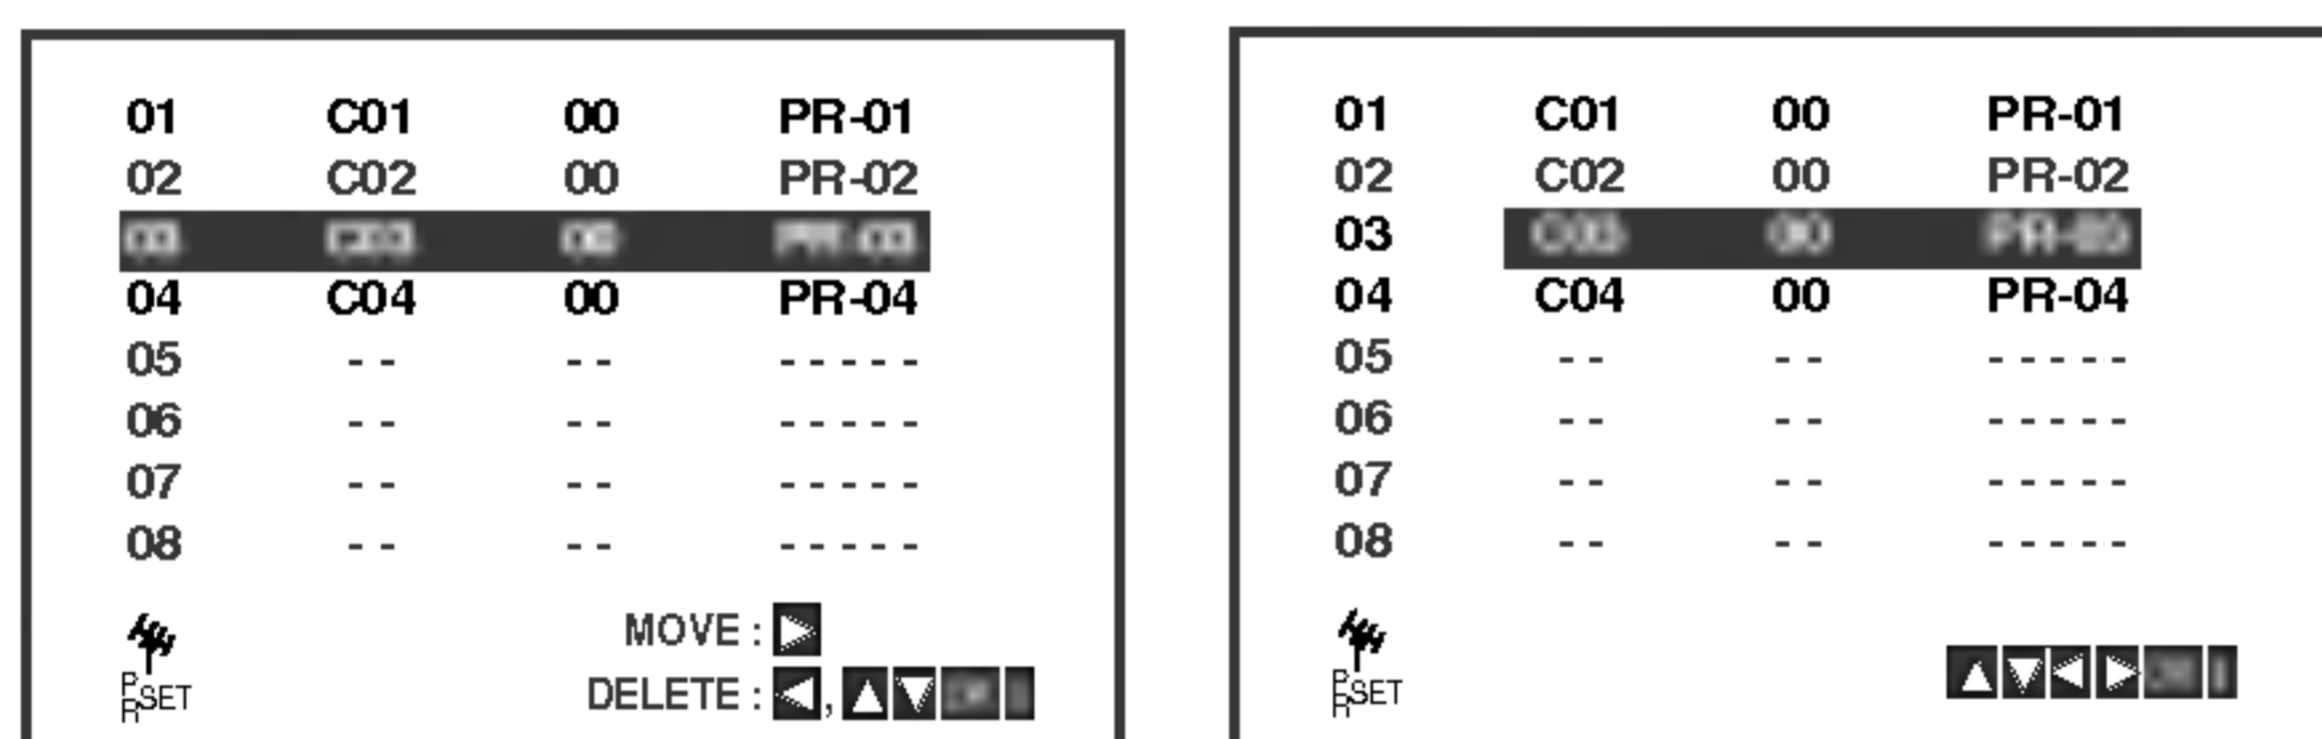 01 C01 00 PR-01
02 C02 00 PR-02
04 C04 00 PR-04
05 -- -- -----
06 -- -- -----
07 -- -- -----
08 -- -- -----
MOVE : ▷
DELETE : ◁, △ ▽
PR SET
01 C01 00 PR-01
02 C02 00 PR-02
03
04 C04 00 PR-04
05 -- -- -----
06 -- -- -----
07 -- -- -----
08 -- -- -----
△ ▽ ◁ ▷
PR SET